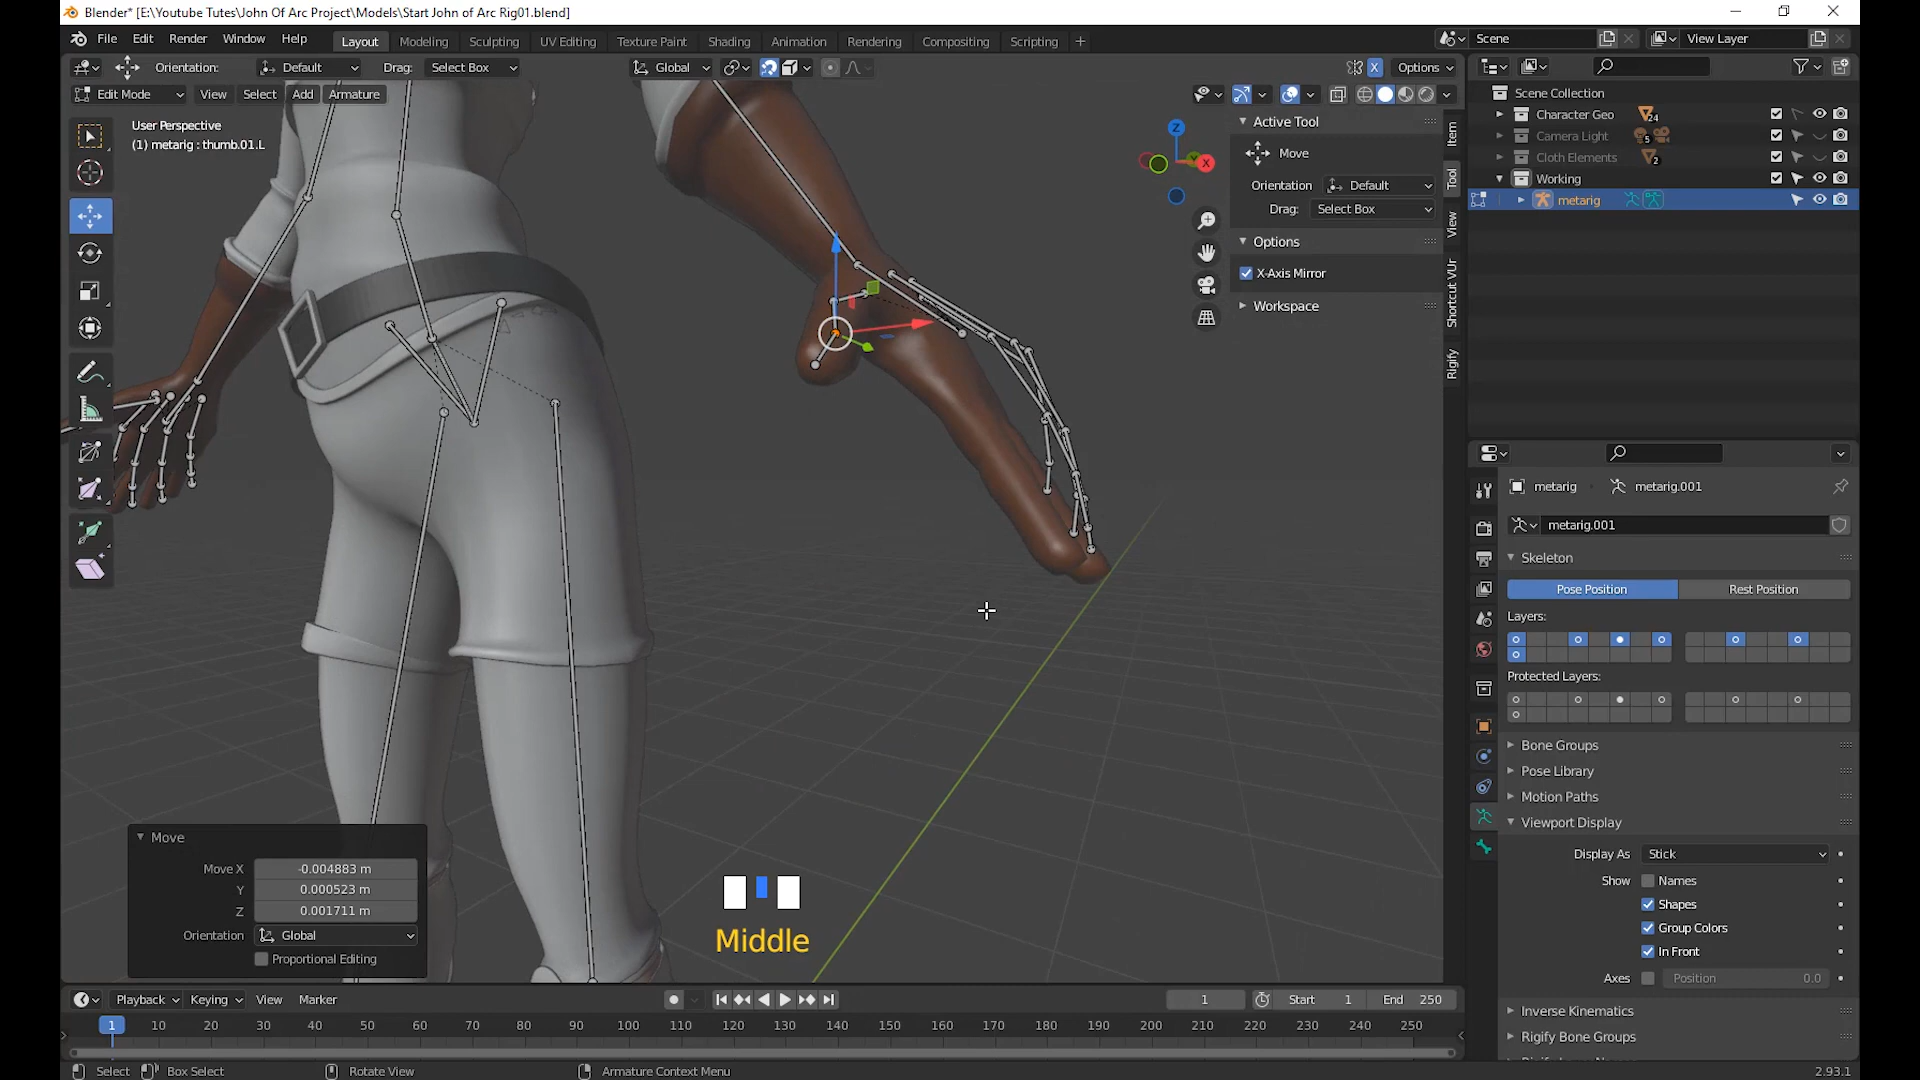 Blender* [E:\Youtube Tutes\John Of Arc Project\Models\Start John of Arc Rig01.blend]
File Edit Render Window Help Layout Modeling Sculpting UV Editing Texture Paint Shading Animation Rendering Compositing Scripting + Scene View Layer
Orientation: Default Drag: Select Box Global X Options
Edit Mode View Select Add Armature
User Perspective
(1) metarig : thumb.01.L
Z
X
Active Tool
Move
Orientation Default
Drag: Select Box
Options
X-Axis Mirror
Workspace
Item
Tool
View
Shortcut VUr
Rigify
Scene Collection
Character Geo 24
Camera Light 5
Cloth Elements 2
Working
metarig
metarig metarig.001
metarig.001
Skeleton
Pose Position Rest Position
Layers:
Protected Layers:
Bone Groups
Pose Library
Motion Paths
Viewport Display
Display As Stick
Show Names
Shapes
Group Colors
In Front
Axes Position 0.0
Inverse Kinematics
Rigify Bone Groups
Move
Move X -0.004883 m
Y 0.000523 m
Z 0.001711 m
Orientation Global
Proportional Editing
Middle
Playback Keying View Marker 1 Start 1 End 250
1 10 20 30 40 50 60 70 80 90 100 110 120 130 140 150 160 170 180 190 200 210 220 230 240 250
Select Box Select Rotate View Armature Context Menu 2.93.1